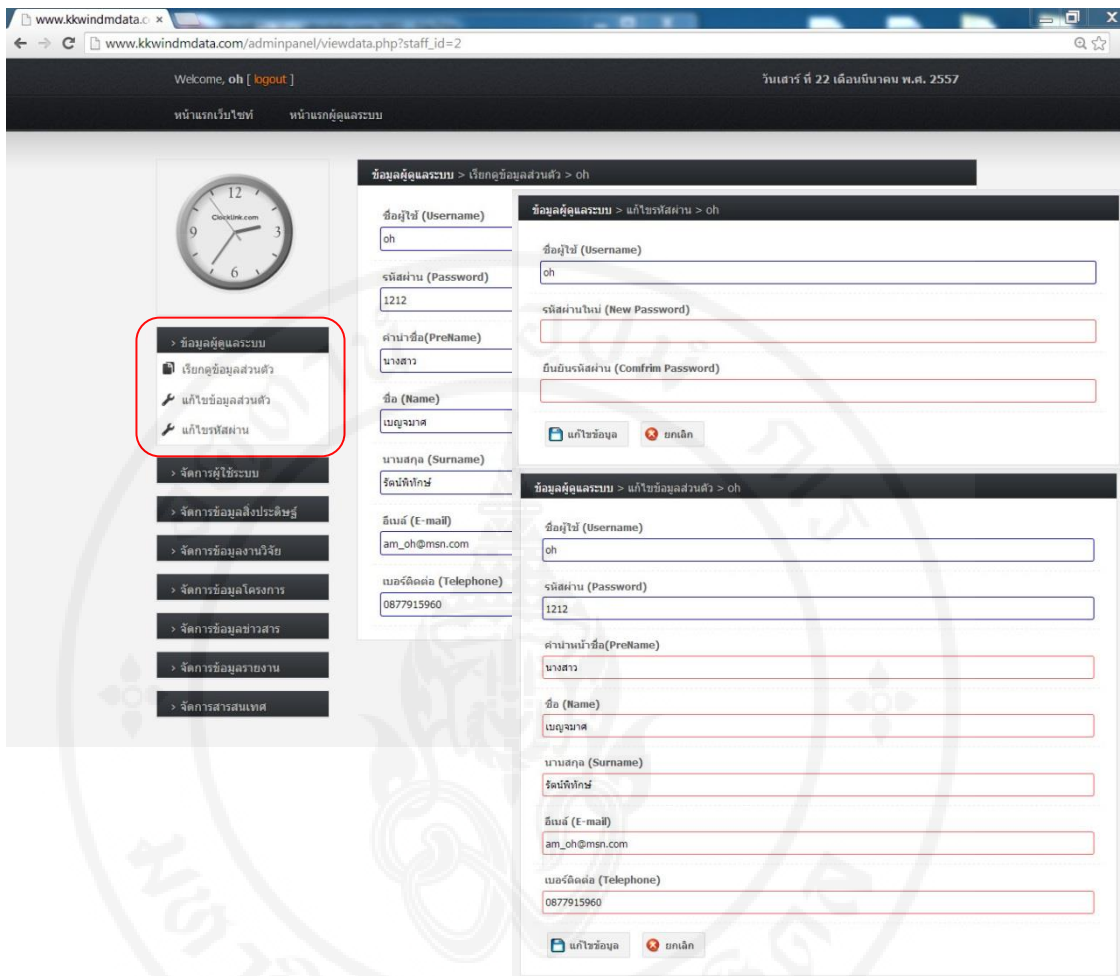 www.kkwindmdata.c ×
www.kkwindmdata.com/adminpanel/viewdata.php?staff_id=2
Welcome, oh [ logout ]
วันเสาร์ ที่ 22 เดือนมีนาคม พ.ศ. 2557
หน้าแรกเว็บไซท์
หน้าแรกผู้ดูแลระบบ
12
ClockLink.com
9
3
6
> ข้อมูลผู้ดูแลระบบ
เรียกดูข้อมูลส่วนตัว
แก้ไขข้อมูลส่วนตัว
แก้ไขรหัสผ่าน
> จัดการผู้ใช้ระบบ
> จัดการข้อมูลสิ่งประดิษฐ์
> จัดการข้อมูลงานวิจัย
> จัดการข้อมูลโครงการ
> จัดการข้อมูลข่าวสาร
> จัดการข้อมูลรายงาน
> จัดการสารสนเทศ
ข้อมูลผู้ดูแลระบบ > เรียกดูข้อมูลส่วนตัว > oh
ชื่อผู้ใช้ (Username)
oh
รหัสผ่าน (Password)
1212
คำนำชื่อ(PreName)
นางสาว
ชื่อ (Name)
เบญจมาศ
นามสกุล (Surname)
รัตน์พิทักษ์
อีเมล์ (E-mail)
am_oh@msn.com
เบอร์ติดต่อ (Telephone)
0877915960
ข้อมูลผู้ดูแลระบบ > แก้ไขรหัสผ่าน > oh
ชื่อผู้ใช้ (Username)
oh
รหัสผ่านใหม่ (New Password)
ยืนยันรหัสผ่าน (Comfrim Password)
แก้ไขข้อมูล
ยกเลิก
ข้อมูลผู้ดูแลระบบ > แก้ไขข้อมูลส่วนตัว > oh
ชื่อผู้ใช้ (Username)
oh
รหัสผ่าน (Password)
1212
คำนำหน้าชื่อ(PreName)
นางสาว
ชื่อ (Name)
เบญจมาศ
นามสกุล (Surname)
รัตน์พิทักษ์
อีเมล์ (E-mail)
am_oh@msn.com
เบอร์ติดต่อ (Telephone)
0877915960
แก้ไขข้อมูล
ยกเลิก